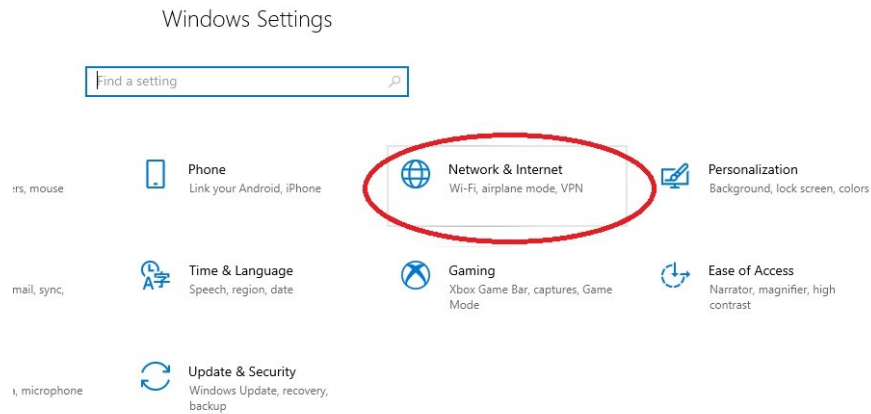 Windows Settings
Find a setting
Phone
Link your Android, iPhone
Network & Internet
Wi-Fi, airplane mode, VPN
Personalization
Background, lock screen, colors
mouse
Time & Language
Speech, region, date
Gaming
Xbox Game Bar, captures, Game
Mode
Ease of Access
Narrator, magnifier, high
contrast
sync,
Update & Security
Windows Update, recovery,
backup
microphone